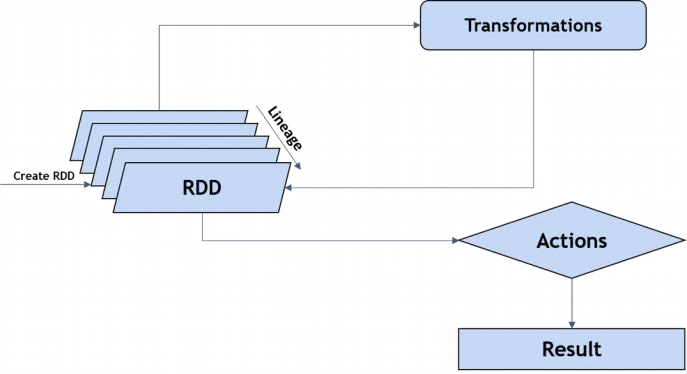 Transformations
Lineage
Create RDD
RDD
Actions
Result